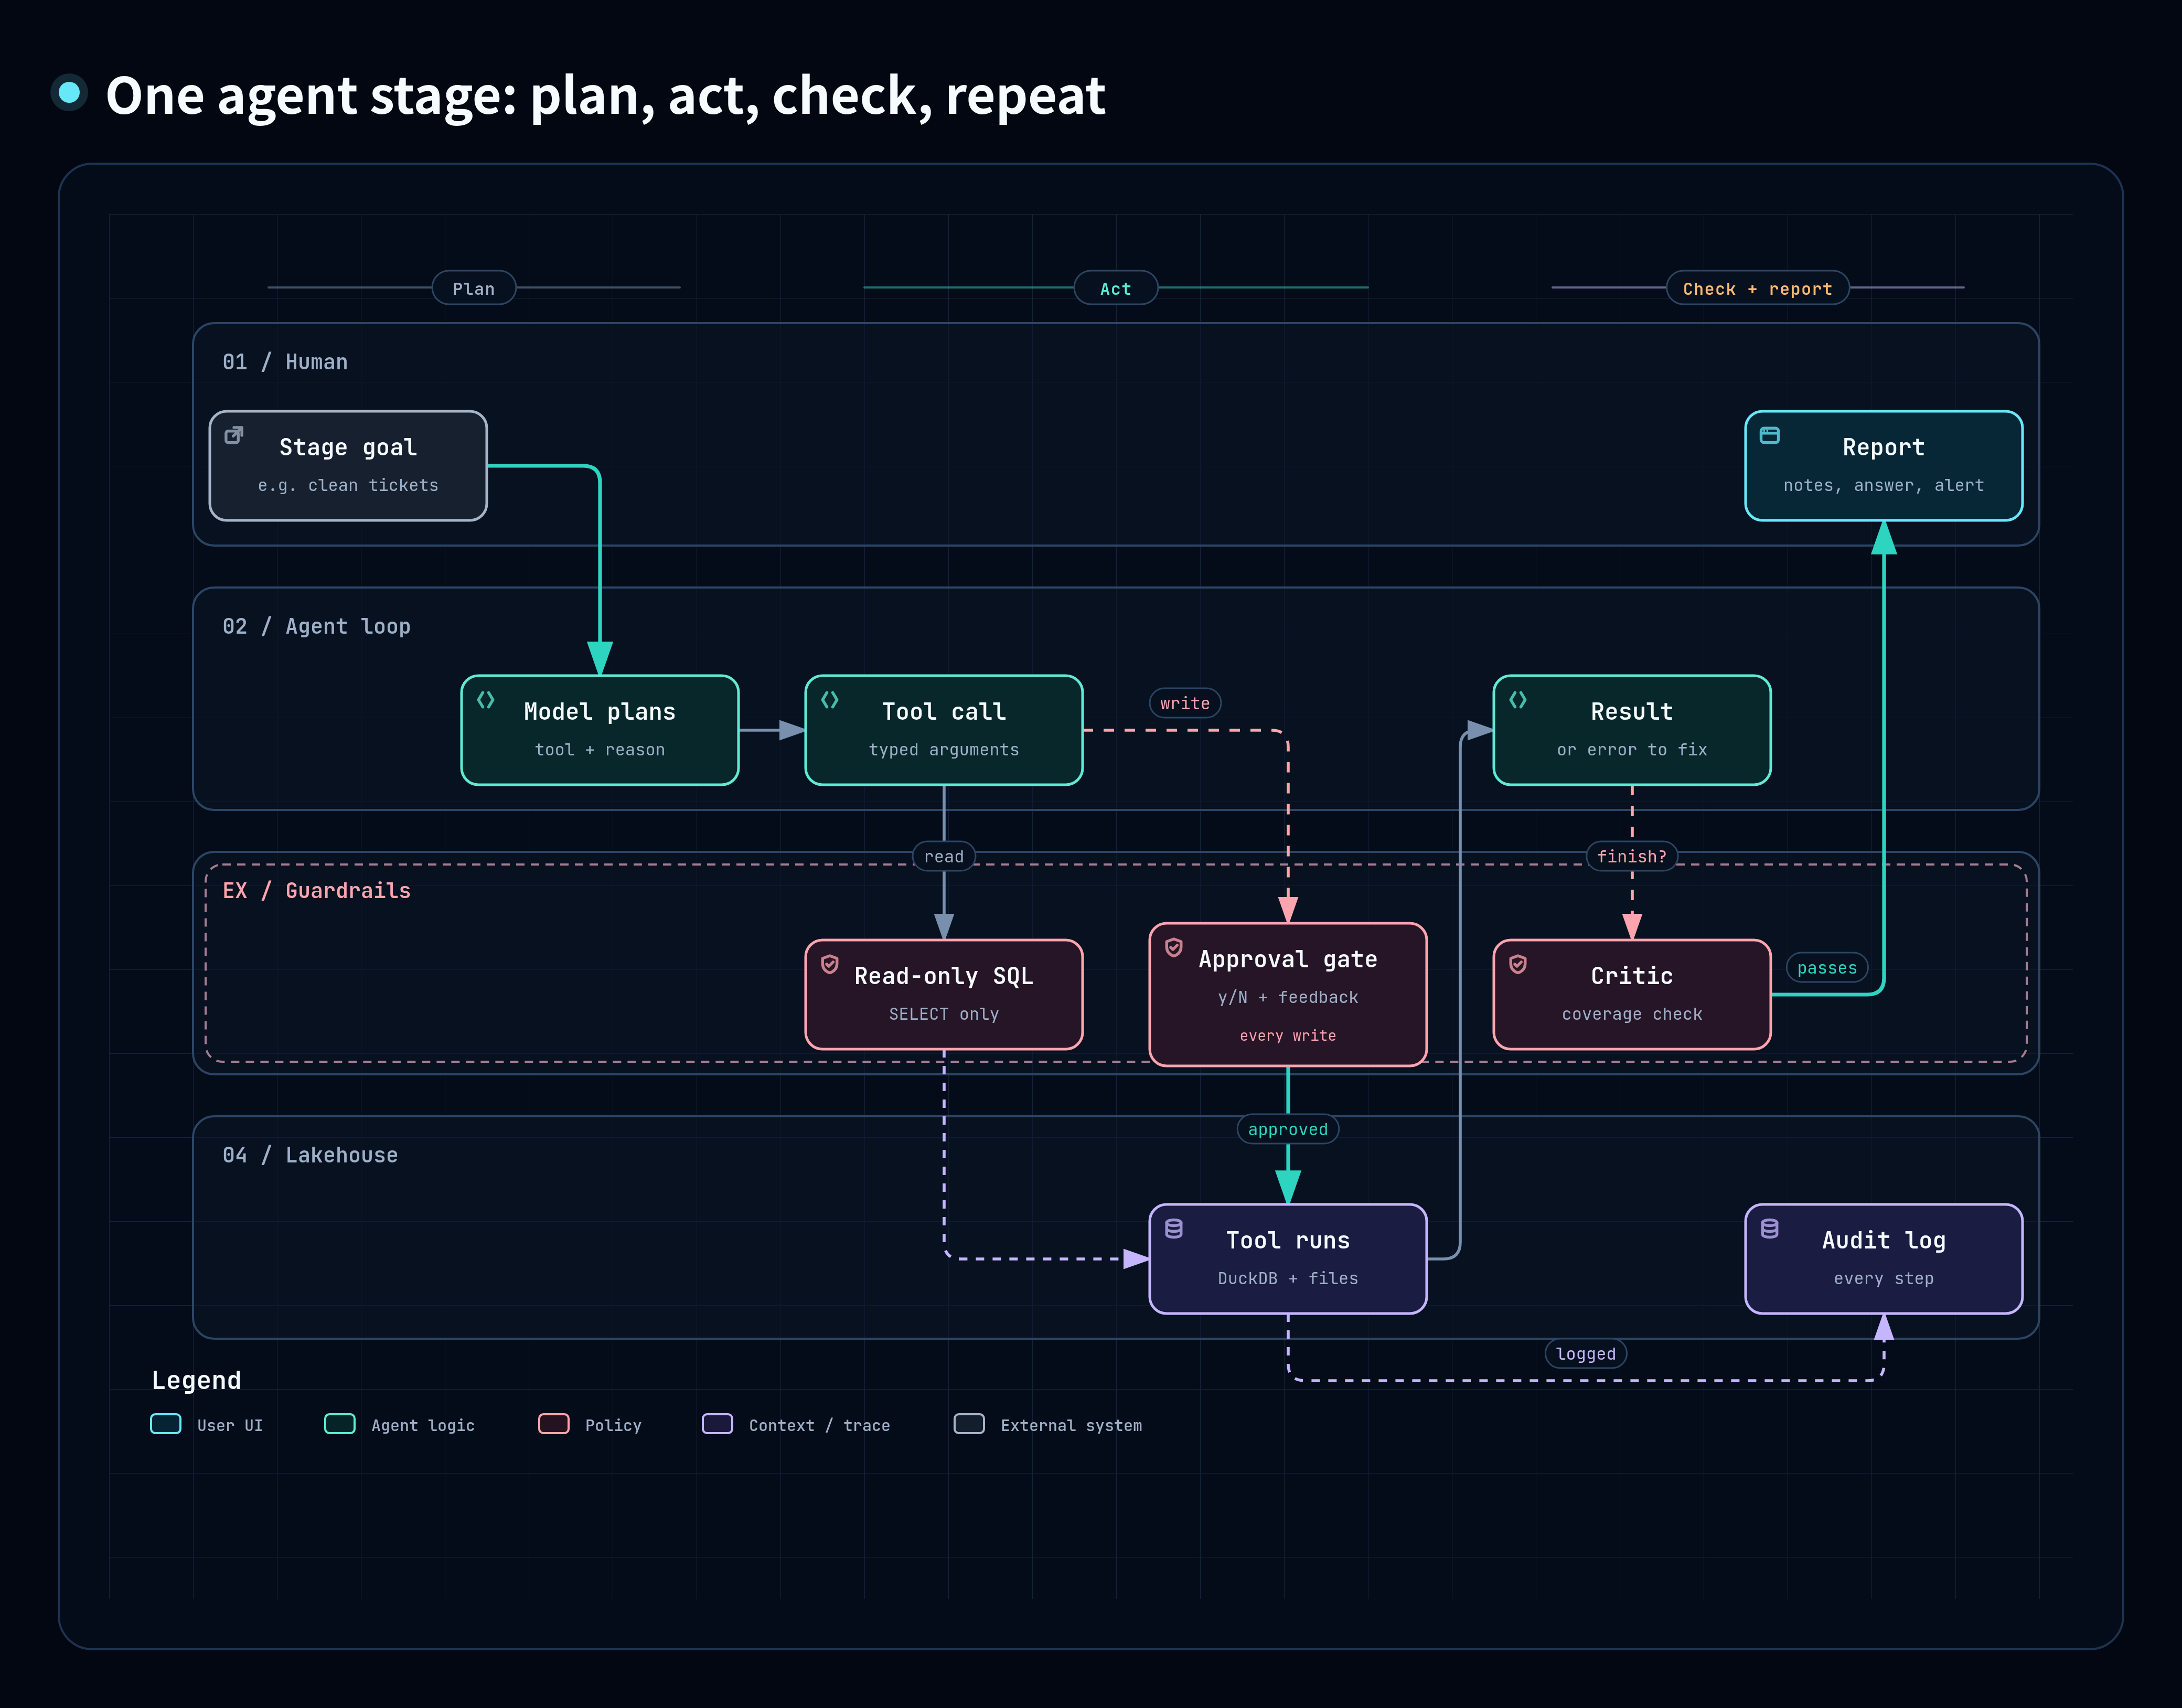 One agent stage: plan, act, check, repeat
Plan
Act
Check + report
01 / Human
Stage goal
e.g. clean tickets
Report
notes, answer, alert
02 / Agent loop
Model plans
tool + reason
Tool call
typed arguments
write
Result
or error to fix
read
finish?
EX / Guardrails
Read-only SQL
SELECT only
Approval gate
y/N + feedback
every write
Critic
coverage check
passes
approved
04 / Lakehouse
Tool runs
DuckDB + files
Audit log
every step
logged
Legend
User UI
Agent logic
Policy
Context / trace
External system